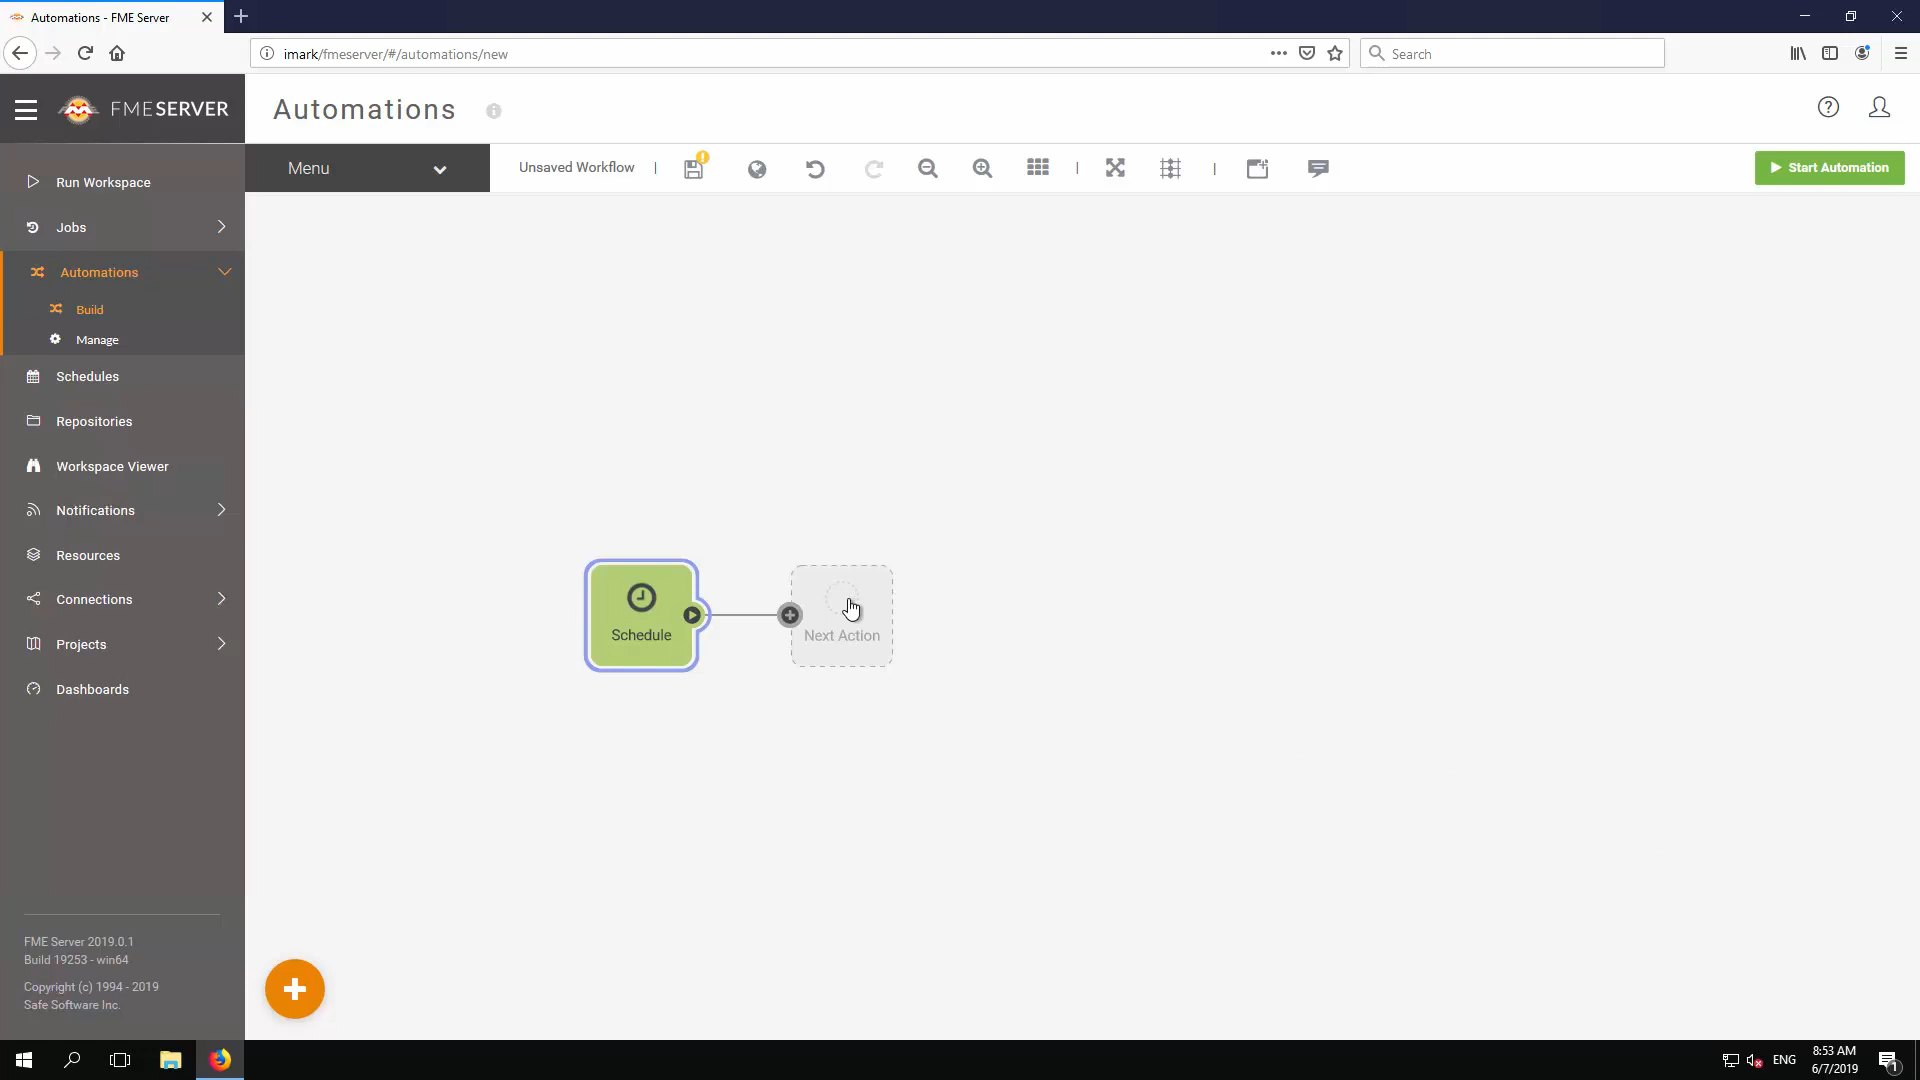 Automations - FME Server
imark/fmeserver/#/automations/new
Search
FMESERVER
Automations
Menu
Unsaved Workflow
Start Automation
Run Workspace
Jobs
Automations
Build
Manage
Schedules
Repositories
Workspace Viewer
Notifications
Resources
Connections
Projects
Dashboards
Schedule
Next Action
FME Server 2019.0.1
Build 19253 - win64
Copyright (c) 1994 - 2019
Safe Software Inc.
ENG
8:53 AM
6/7/2019
1